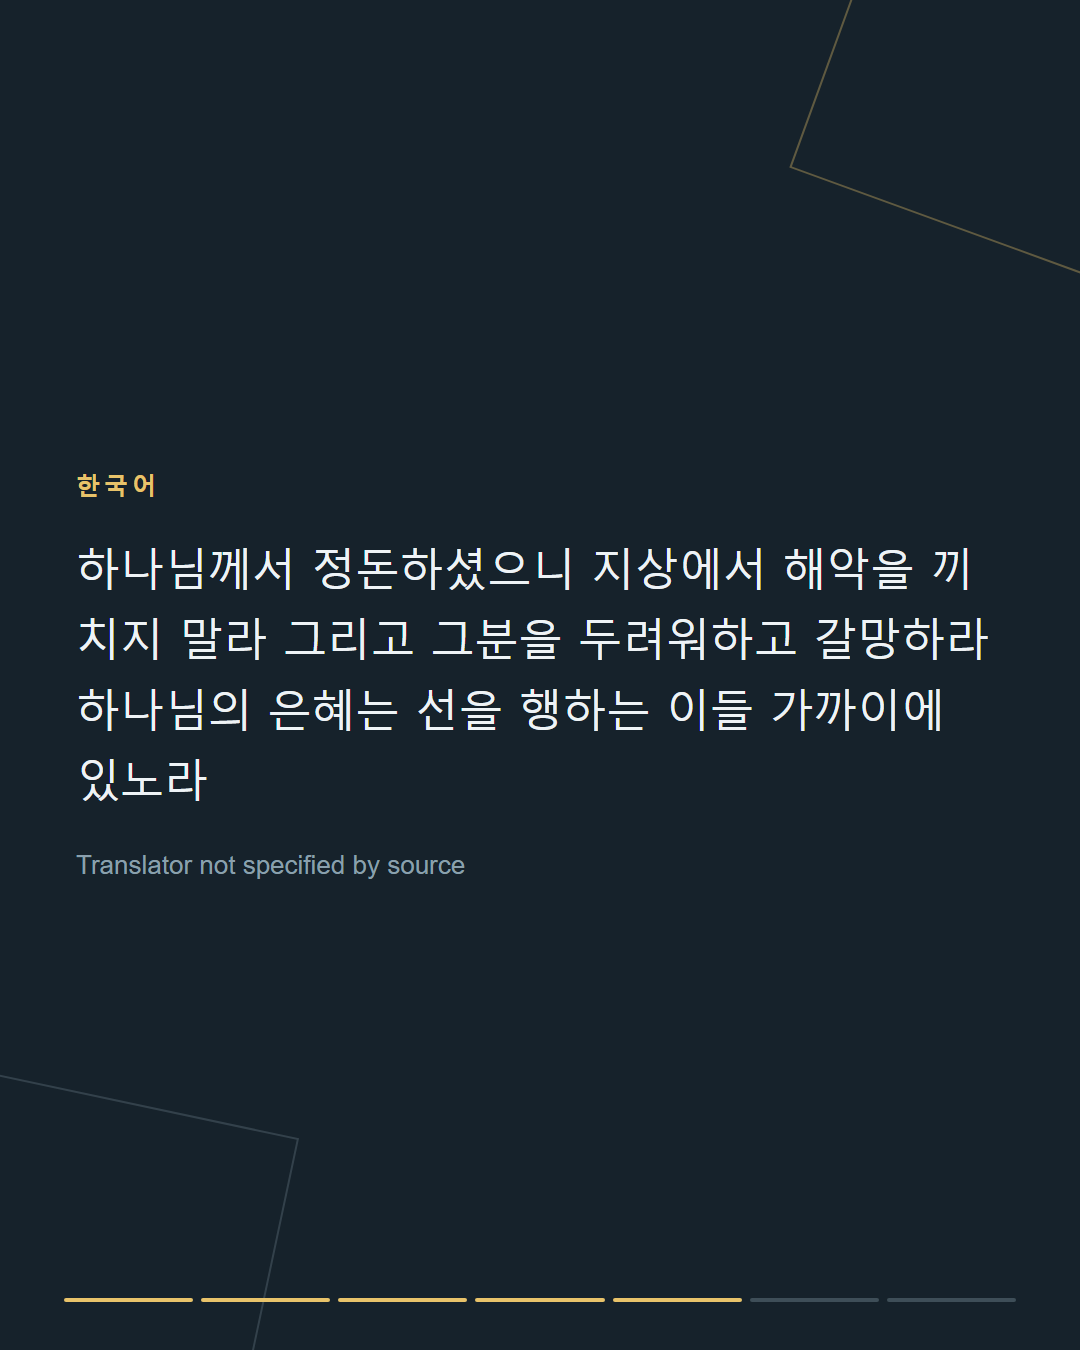 한국어
하나님께서 정돈하셨으니 지상에서 해악을 끼
치지 말라 그리고 그분을 두려워하고 갈망하라
하나님의 은혜는 선을 행하는 이들 가까이에
있노라
Translator not specified by source